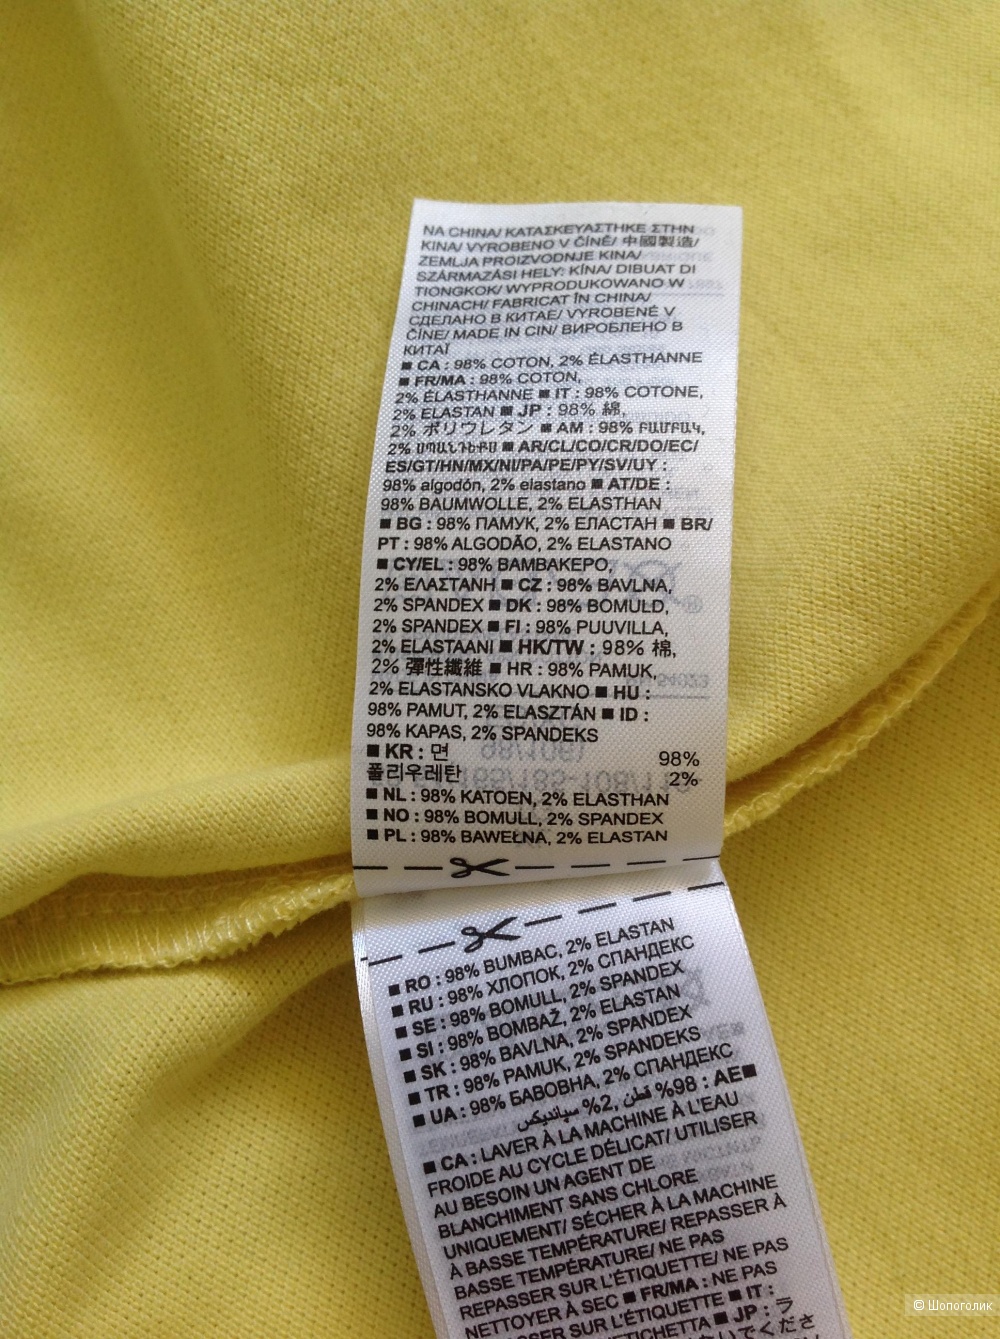 NA CHINA/ ΚΑΤΑΣΚΕΥΑΣΤΗΚΕ ΣΤΗΝ
ΚΙΝΑ/ VYROBENO V ČÍNĚ/ 中國製造/
ZEMLJA PROIZVODNJE KINA/
SZÁRMAZÁSI HELY: KÍNA/ DIBUAT DI
TIONGKOK/ WYPRODUKOWANO W
CHINACH/ FABRICAT ÎN CHINA/
СДЕЛАНО В КИТАЕ/ VYROBENÉ V
ČÍNE/ MADE IN CIN/ ВИРОБЛЕНО В
КИТАЇ
■ CA : 98% COTON, 2% ÉLASTHANNE
■ FR/MA : 98% COTON,
2% ÉLASTHANNE ■ IT : 98% COTONE,
2% ELASTAN ■ JP : 98% 綿,
2% ポリウレタン ■ AM : 98% ԲԱՄԲԱԿ,
2% ՍՊԱՆԴԵՔՍ ■ AR/CL/CO/CR/DO/EC/
ES/GT/HN/MX/NI/PA/PE/PY/SV/UY :
98% algodón, 2% elastano ■ AT/DE :
98% BAUMWOLLE, 2% ELASTHAN
■ BG : 98% ПАМУК, 2% ЕЛАСТАН ■ BR/
PT : 98% ALGODÃO, 2% ELASTANO
■ CY/EL : 98% ΒΑΜΒΑΚΕΡΟ,
2% ΕΛΑΣΤΑΝΗ ■ CZ : 98% BAVLNA,
2% SPANDEX ■ DK : 98% BOMULD,
2% SPANDEX ■ FI : 98% PUUVILLA,
2% ELASTAANI ■ HK/TW : 98% 棉,
2% 彈性纖維 ■ HR : 98% PAMUK,
2% ELASTANSKO VLAKNO ■ HU :
98% PAMUT, 2% ELASZTÁN ■ ID :
98% KAPAS, 2% SPANDEKS
■ KR : 면 98%
폴리우레탄 2%
■ NL : 98% KATOEN, 2% ELASTHAN
■ NO : 98% BOMULL, 2% SPANDEX
■ PL : 98% BAWEŁNA, 2% ELASTAN
■ RO : 98% BUMBAC, 2% ELASTAN
■ RU : 98% ХЛОПОК, 2% СПАНДЕКС
■ SE : 98% BOMULL, 2% SPANDEX
■ SI : 98% BOMBAŽ, 2% ELASTAN
■ SK : 98% BAVLNA, 2% SPANDEX
■ TR : 98% PAMUK, 2% SPANDEKS
■ UA : 98% БАВОВНА, 2% СПАНДЕКС
■ AE : 98% قطن, 2% سباندیکس
■ CA : LAVER À LA MACHINE À L'EAU
FROIDE AU CYCLE DÉLICAT/ UTILISER
AU BESOIN UN AGENT DE
BLANCHIMENT SANS CHLORE
UNIQUEMENT/ SÉCHER À LA MACHINE
À BASSE TEMPÉRATURE/ REPASSER À
BASSE TEMPÉRATURE/ NE PAS
REPASSER SUR L'ÉTIQUETTE/ NE PAS
NETTOYER À SEC ■ FR/MA : NE PAS
SUR L'ÉTIQUETTE ■ IT :
■ JP : ラ
© Шопоголик